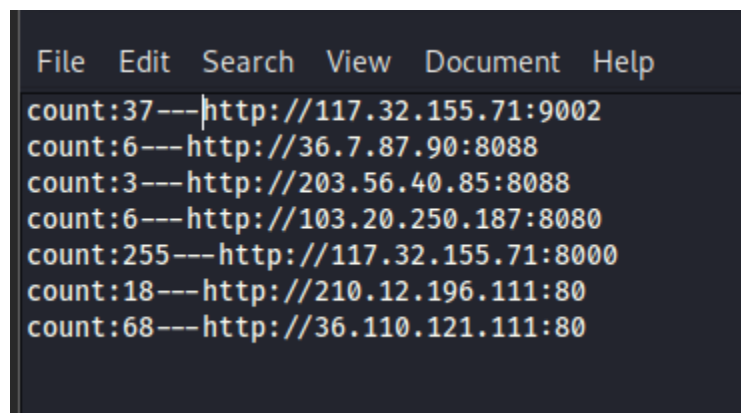 File Edit Search View Document Help
count:37---http://117.32.155.71:9002
count:6---http://36.7.87.90:8088
count:3---http://203.56.40.85:8088
count:6---http://103.20.250.187:8080
count:255---http://117.32.155.71:8000
count:18---http://210.12.196.111:80
count:68---http://36.110.121.111:80